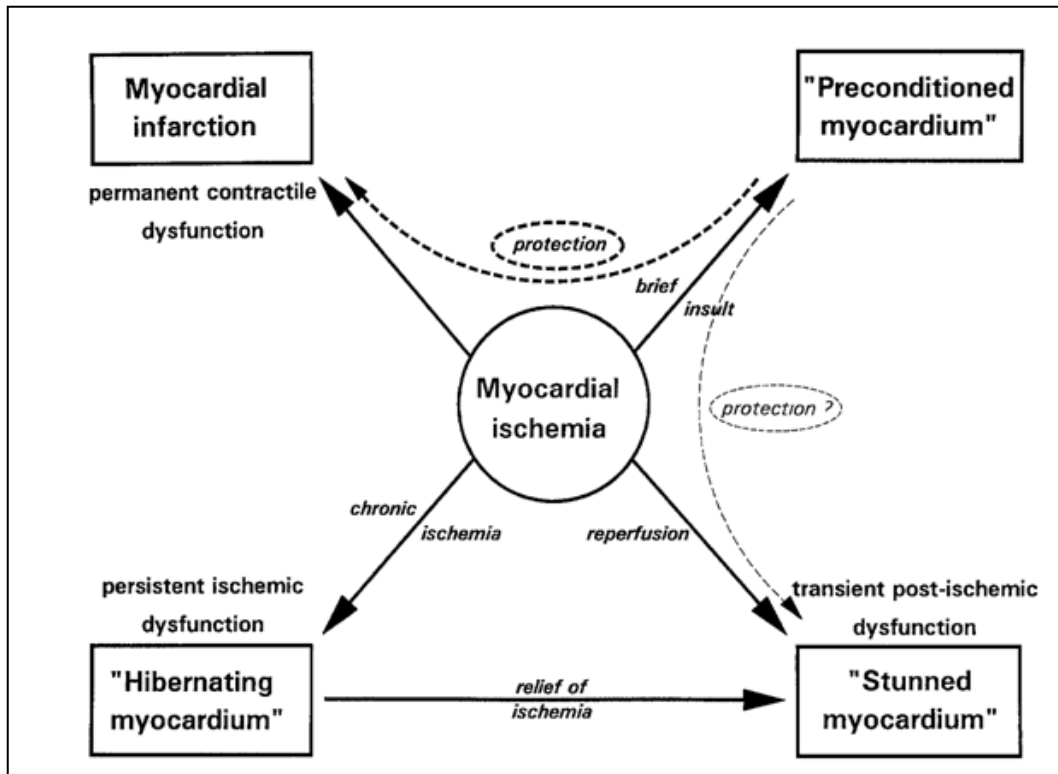 Myocardial
infarction
"Preconditioned
myocardium"
permanent contractile
dysfunction
protection
brief
insult
Myocardial
ischemia
protection ?
chronic
ischemia
reperfusion
persistent ischemic
dysfunction
transient post-ischemic
dysfunction
"Hibernating
myocardium"
relief of
ischemia
"Stunned
myocardium"